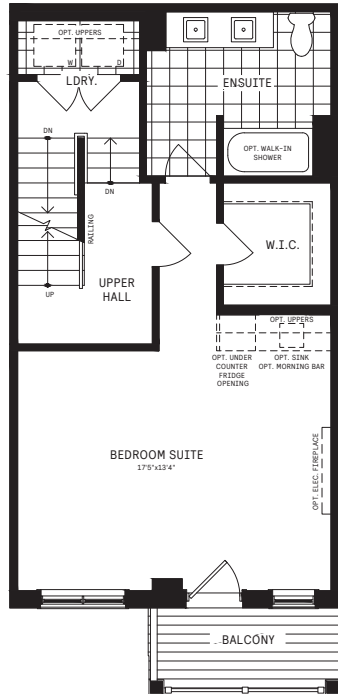 OPT. UPPERS
W
D
LDRY.
ENSUITE
DN
DN
OPT. WALK-IN
SHOWER
RAILING
W.I.C.
UP
UPPER
HALL
OPT. UPPERS
OPT. UNDER
COUNTER
FRIDGE
OPENING
OPT. SINK
OPT. MORNING BAR
BEDROOM SUITE
17'5"x13'4"
OPT. ELEC. FIREPLACE
BALCONY